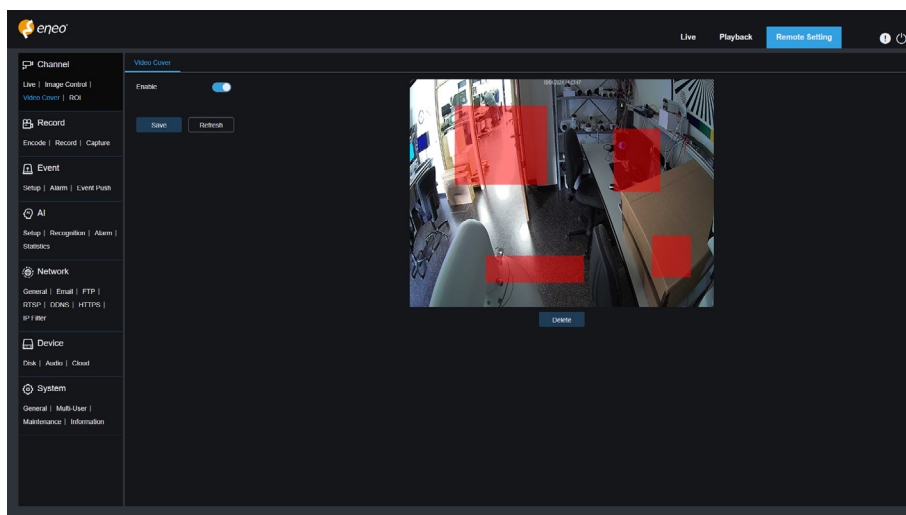 eneo
Live Playback Remote Setting
Channel
Live | Image Control |
Video Cover | ROI
Record
Encode | Record | Capture
Event
Setup | Alarm | Event Push
AI
Setup | Recognition | Alarm |
Statistics
Network
General | Email | FTP |
RTSP | DDNS | HTTPS |
IP Filter
Device
Disk | Audio | Cloud
System
General | Multi-User |
Maintenance | Information
Video Cover
Enable
Save Refresh
Delete